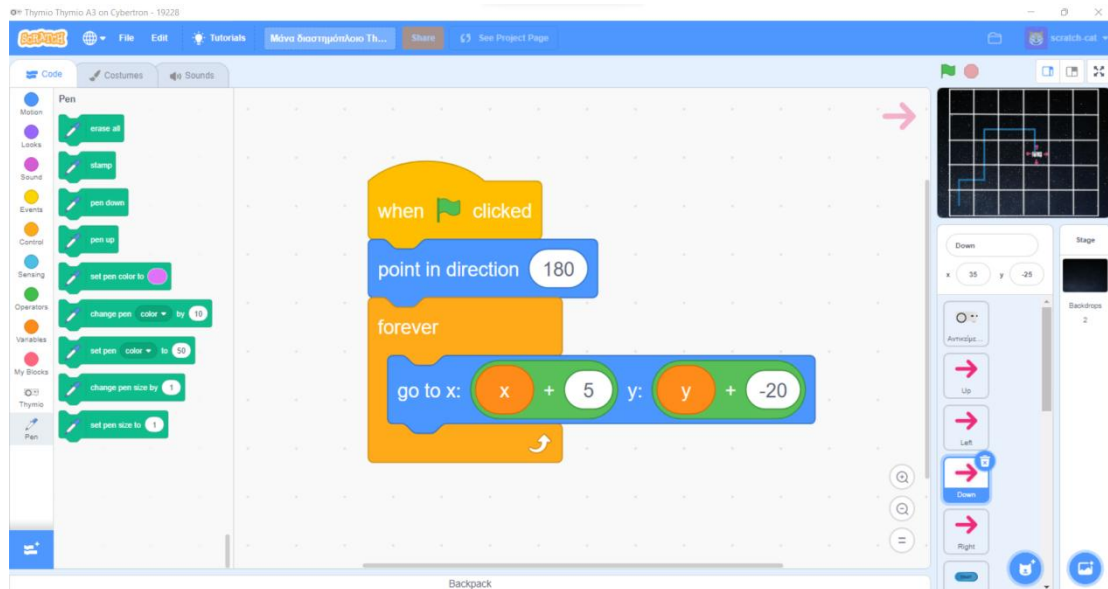 Thymio Thymio A3 on Cybertron - 19228
SCRATCH File Edit Tutorials Μάνα διαστημόπλοιο Th... Share See Project Page scratch-cat
Code Costumes Sounds
Motion
Looks
Sound
Events
Control
Sensing
Operators
Variables
My Blocks
Thymio
Pen
Pen
erase all
stamp
pen down
pen up
set pen color to
change pen color by 10
set pen color to 50
change pen size by 1
set pen size to 1
when clicked
point in direction 180
forever
go to x: x + 5 y: y + -20
Down
x 35 y -25
Up
Left
Down
Right
Stage
Backdrops
2
Backpack